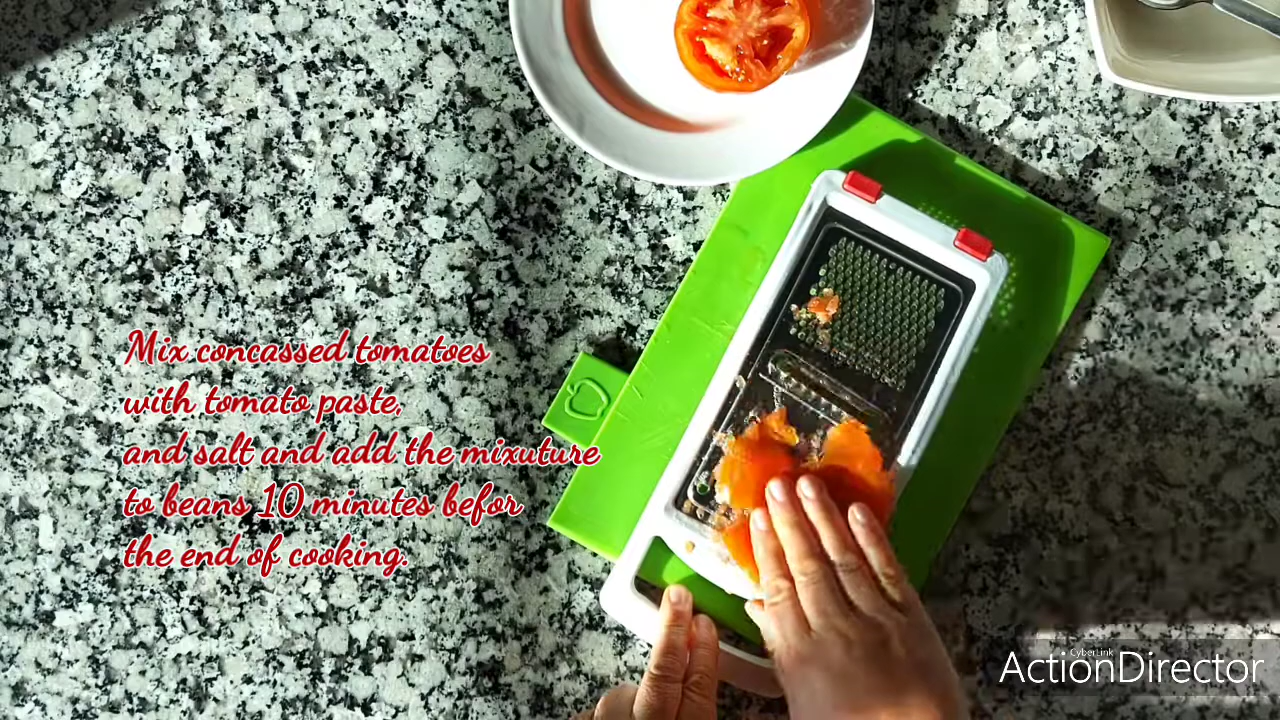 Mix concassed tomatoes
with tomato paste,
and salt and add the mixuture
to beans 10 minutes befor
the end of cooking.
CyberLink
ActionDirector